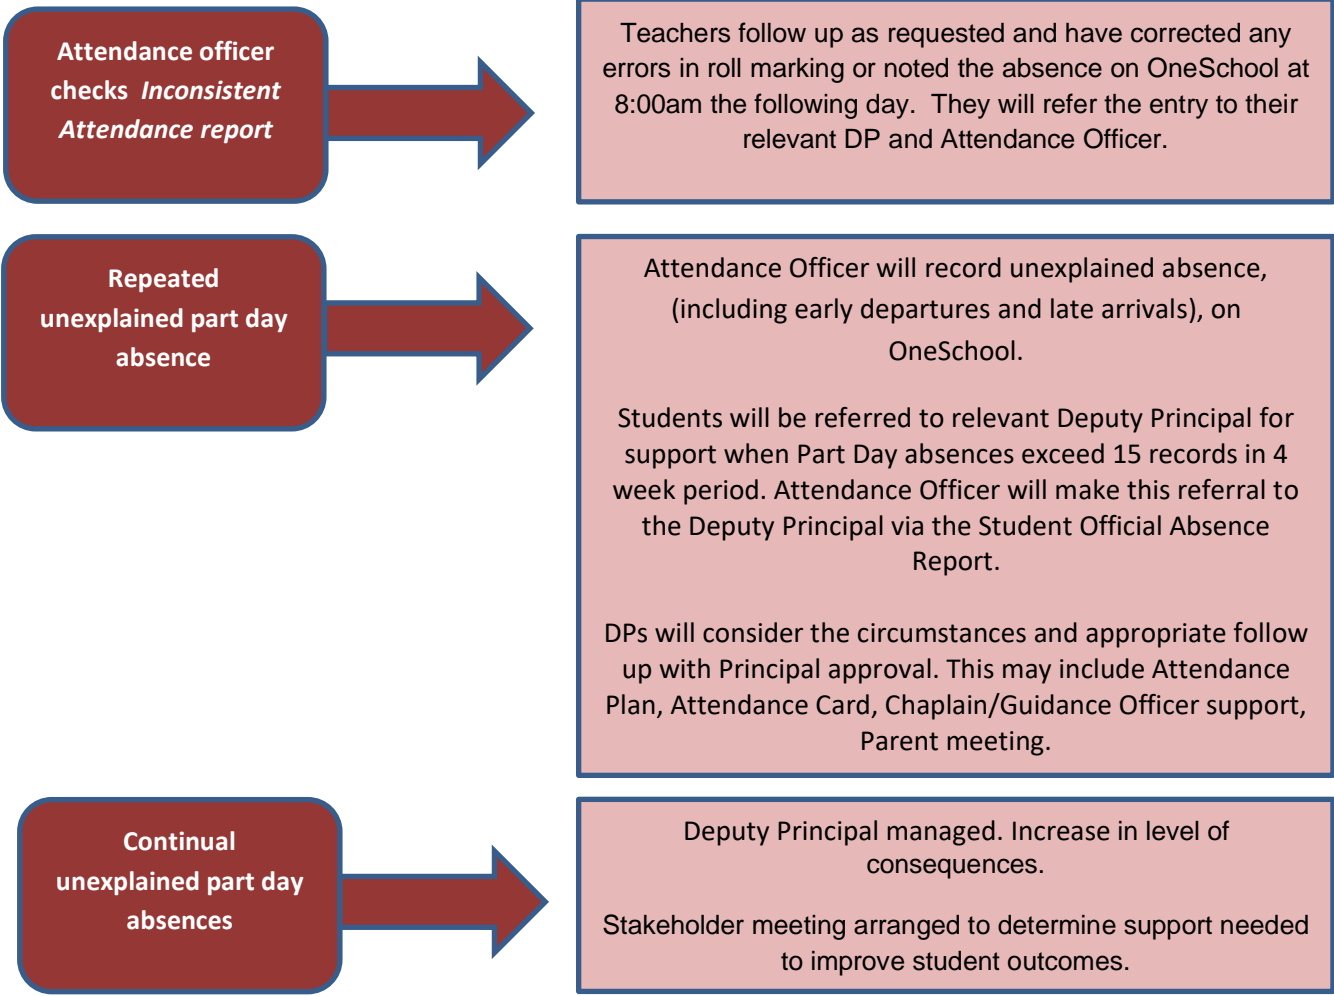 Attendance officer
checks Inconsistent
Attendance report
Teachers follow up as requested and have corrected any
errors in roll marking or noted the absence on OneSchool at
8:00am the following day. They will refer the entry to their
relevant DP and Attendance Officer.
Repeated
unexplained part day
absence
Attendance Officer will record unexplained absence,
(including early departures and late arrivals), on
OneSchool.
Students will be referred to relevant Deputy Principal for
support when Part Day absences exceed 15 records in 4
week period. Attendance Officer will make this referral to
the Deputy Principal via the Student Official Absence
Report.
DPs will consider the circumstances and appropriate follow
up with Principal approval. This may include Attendance
Plan, Attendance Card, Chaplain/Guidance Officer support,
Parent meeting.
Continual
unexplained part day
absences
Deputy Principal managed. Increase in level of
consequences.
Stakeholder meeting arranged to determine support needed
to improve student outcomes.